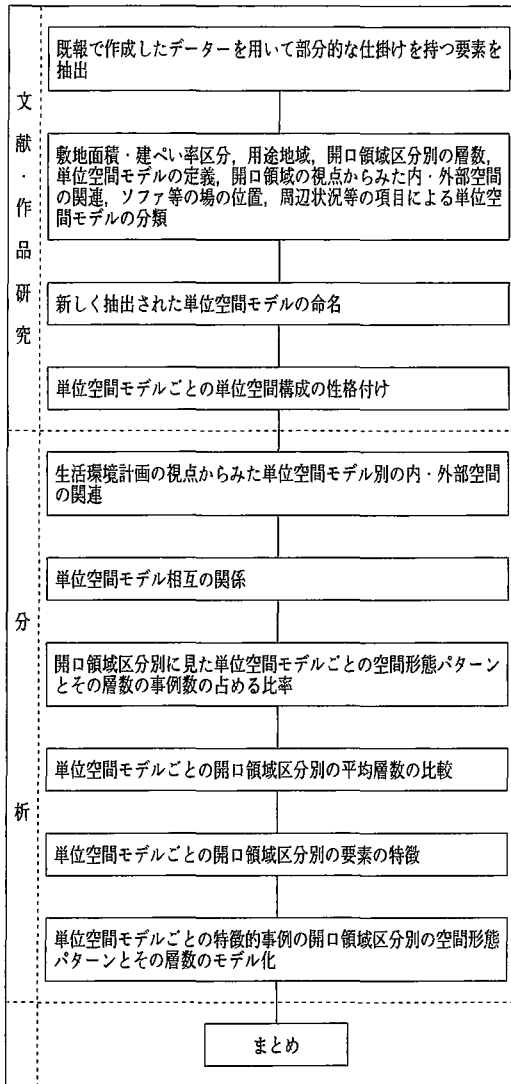 文献・作品研究
既報で作成したデーターを用いて部分的な仕掛けを持つ要素を
抽出
敷地面積・建ぺい率区分，用途地域，開口領域区分別の層数，
単位空間モデルの定義，開口領域の視点からみた内・外部空間
の関連，ソファ等の場の位置，周辺状況等の項目による単位空
間モデルの分類
新しく抽出された単位空間モデルの命名
単位空間モデルごとの単位空間構成の性格付け
分析
生活環境計画の視点からみた単位空間モデル別の内・外部空間
の関連
単位空間モデル相互の関係
開口領域区分別に見た単位空間モデルごとの空間形態パターン
とその層数の事例数の占める比率
単位空間モデルごとの開口領域区分別の平均層数の比較
単位空間モデルごとの開口領域区分別の要素の特徴
単位空間モデルごとの特徴的事例の開口領域区分別の空間形態
パターンとその層数のモデル化
まとめ